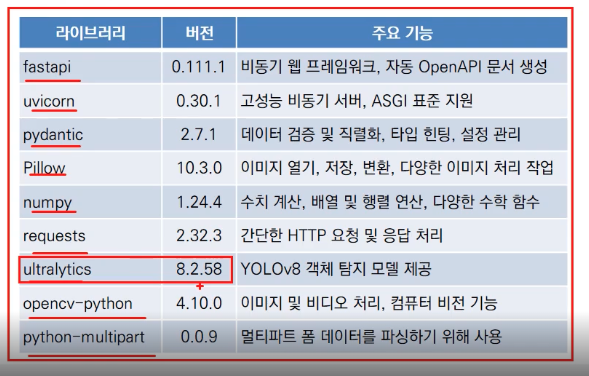 라이브러리 버전 주요 기능
fastapi 0.111.1 비동기 웹 프레임워크, 자동 OpenAPI 문서 생성
uvicorn 0.30.1 고성능 비동기 서버, ASGI 표준 지원
pydantic 2.7.1 데이터 검증 및 직렬화, 타입 힌팅, 설정 관리
Pillow 10.3.0 이미지 열기, 저장, 변환, 다양한 이미지 처리 작업
numpy 1.24.4 수치 계산, 배열 및 행렬 연산, 다양한 수학 함수
requests 2.32.3 간단한 HTTP 요청 및 응답 처리
ultralytics 8.2.58 YOLOv8 객체 탐지 모델 제공
opencv-python 4.10.0 이미지 및 비디오 처리, 컴퓨터 비전 기능
python-multipart 0.0.9 멀티파트 폼 데이터를 파싱하기 위해 사용